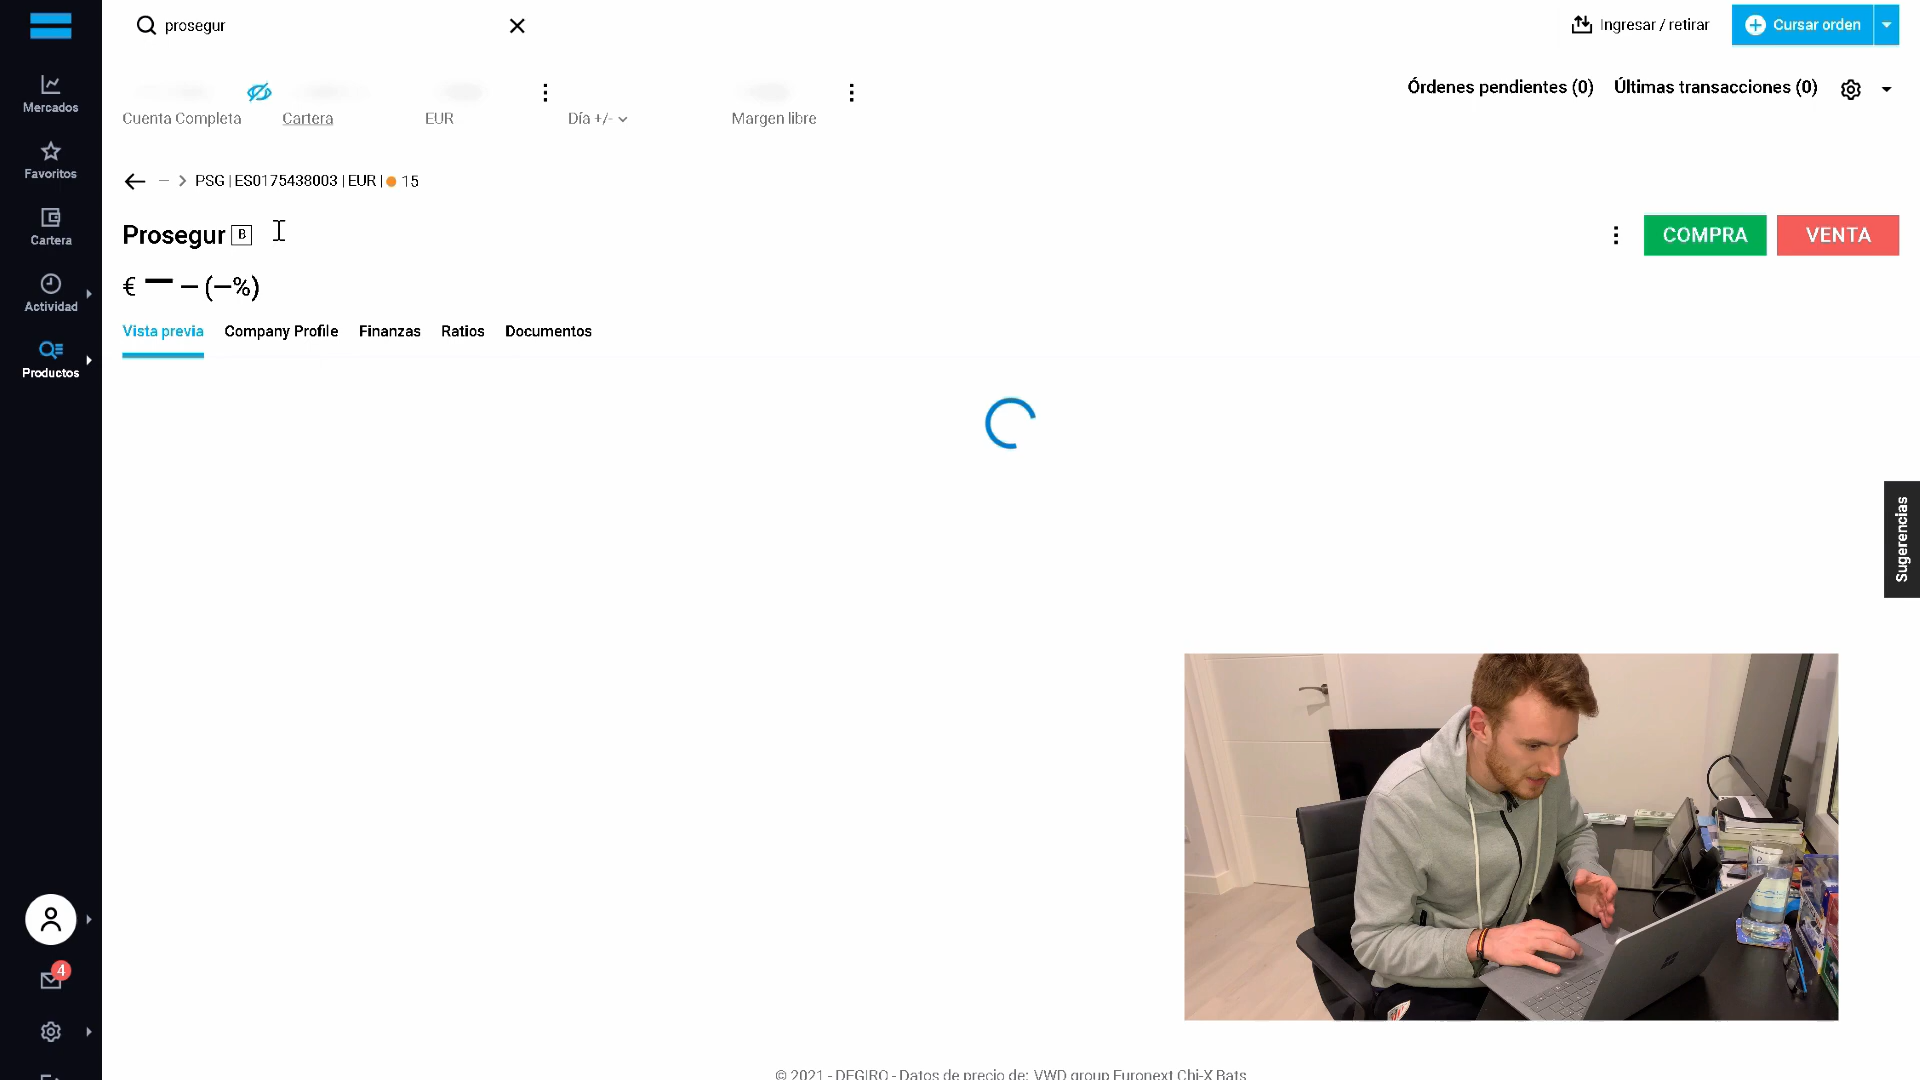 prosegur
Ingresar / retirar
Cursar orden
Mercados
Favoritos
Cartera
Actividad
Productos
Cuenta Completa
Cartera
EUR
Día +/-
Margen libre
Órdenes pendientes (0)
Últimas transacciones (0)
– > PSG | ES0175438003 | EUR | 15
Prosegur B
COMPRA
VENTA
€ — – (–%)
Vista previa
Company Profile
Finanzas
Ratios
Documentos
Sugerencias
4
© 2021 - DEGIRO - Datos de precio de: VWD group Euronext Chi-X Bats